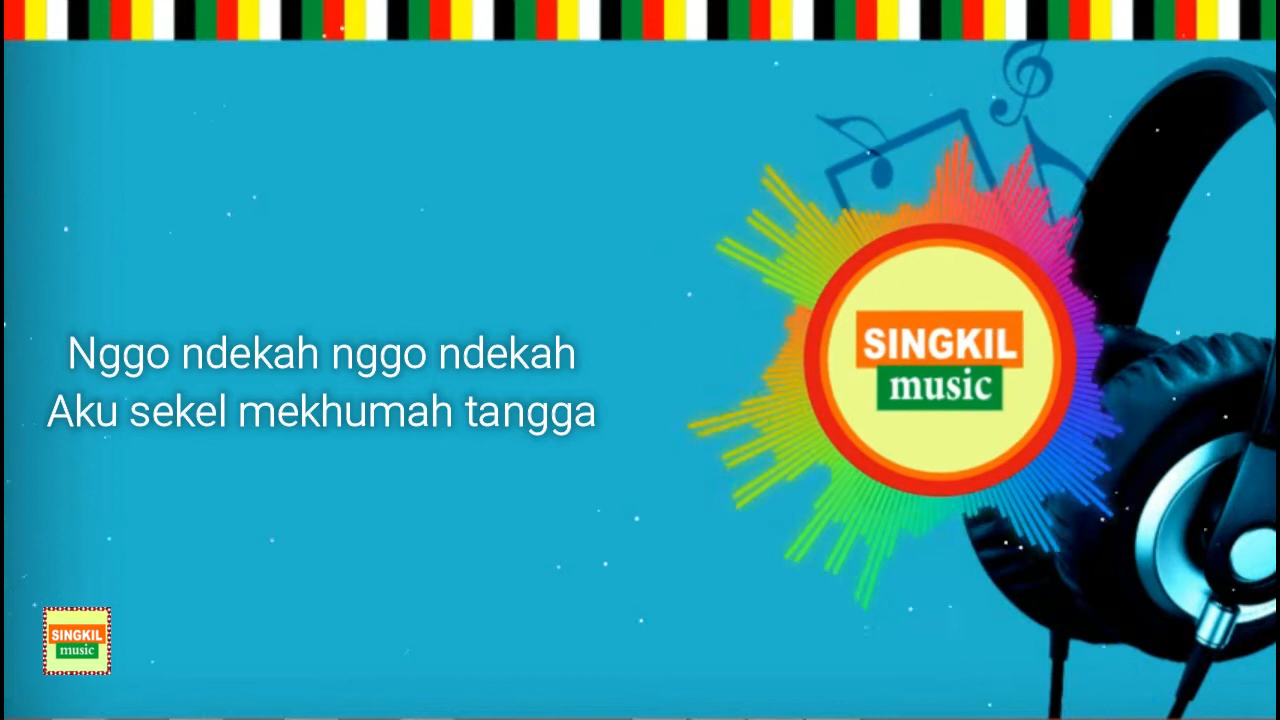 Nggo ndekah nggo ndekah
Aku sekel mekhumah tangga
SINGKIL
music
SINGKIL
music